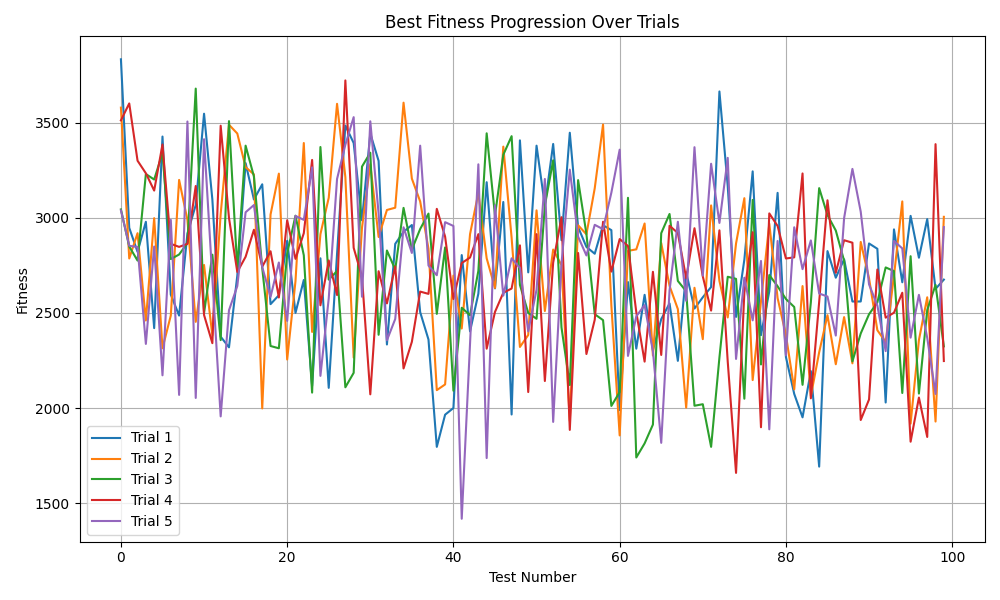 Best Fitness Progression Over Trials
Fitness
3500
3000
2500
2000
1500
Trial 1
Trial 2
Trial 3
Trial 4
Trial 5
0 20 40 60 80 100
Test Number